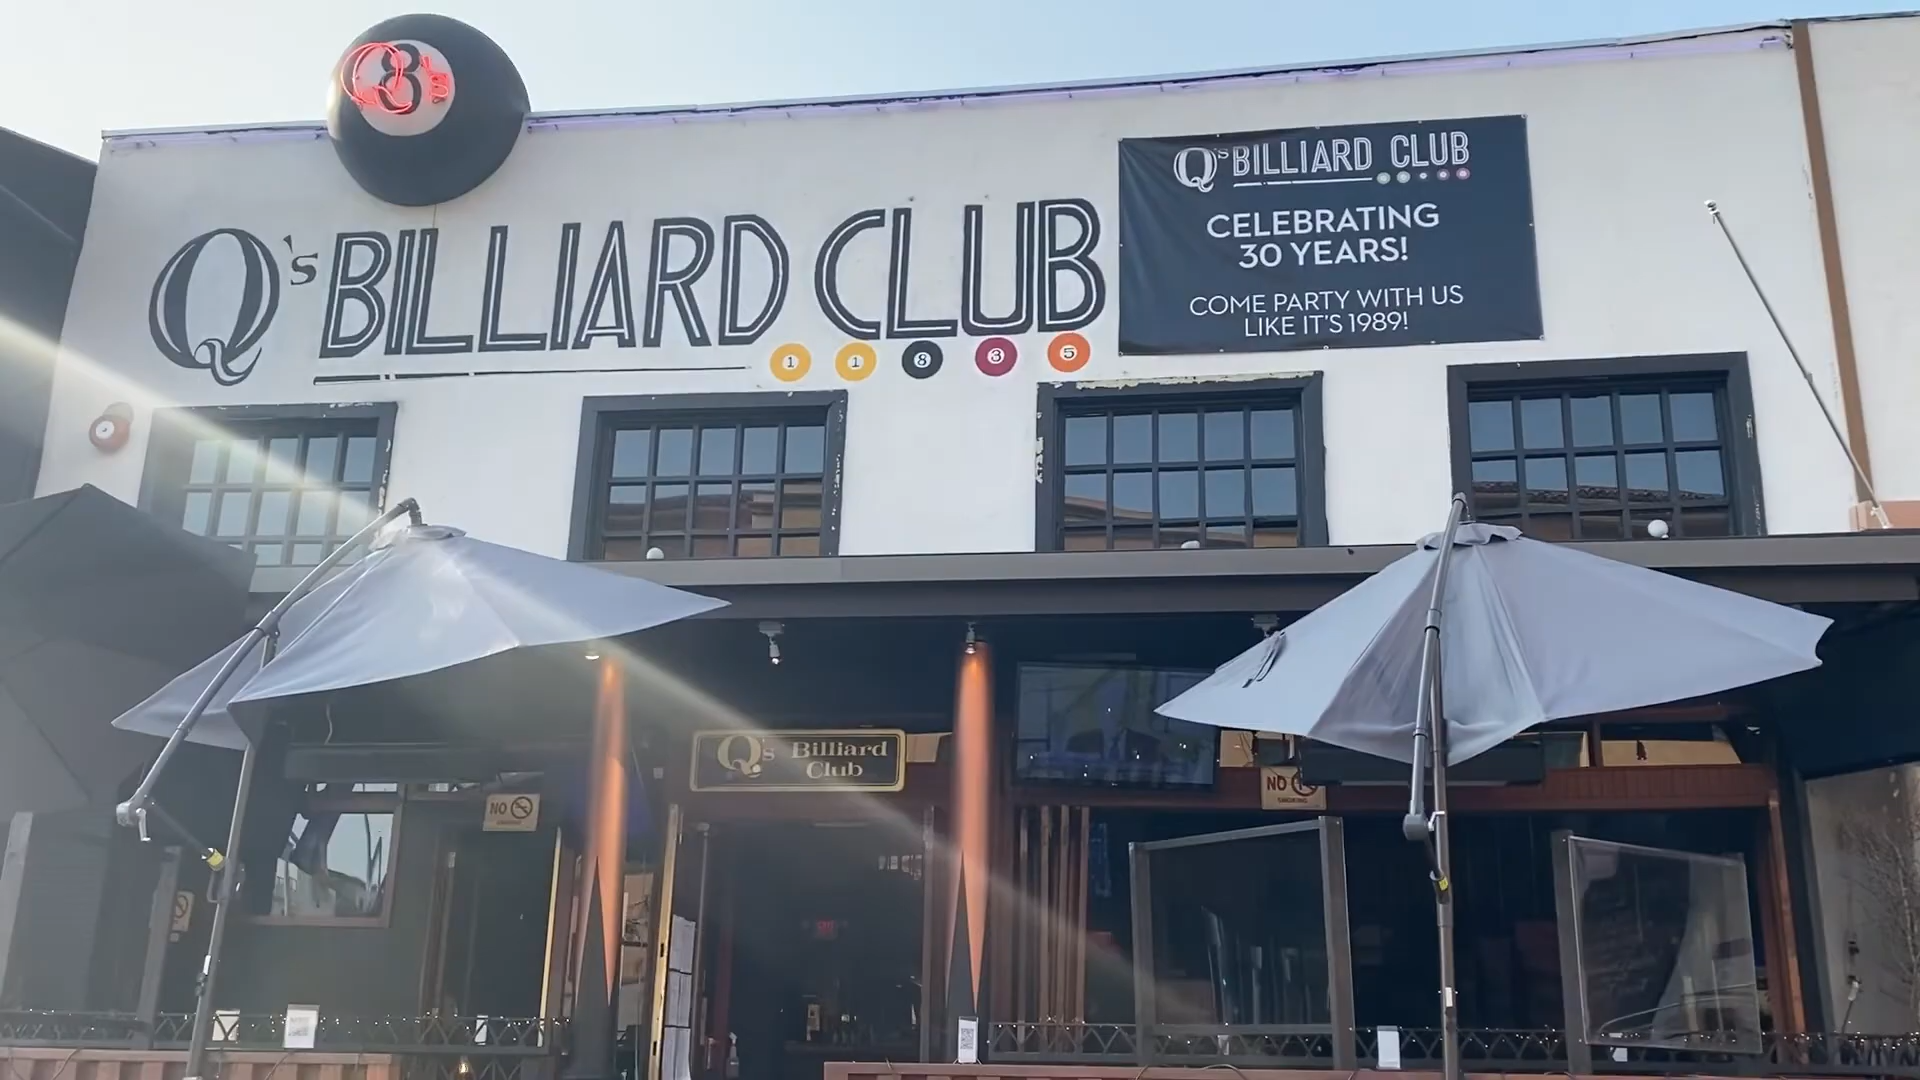 Q's
8
Q's BILLIARD CLUB
1 1 8 3 5
Q's BILLIARD CLUB
CELEBRATING
30 YEARS!
COME PARTY WITH US
LIKE IT'S 1989!
Q's Billiard
Club
NO
SMOKING
NO
SMOKING